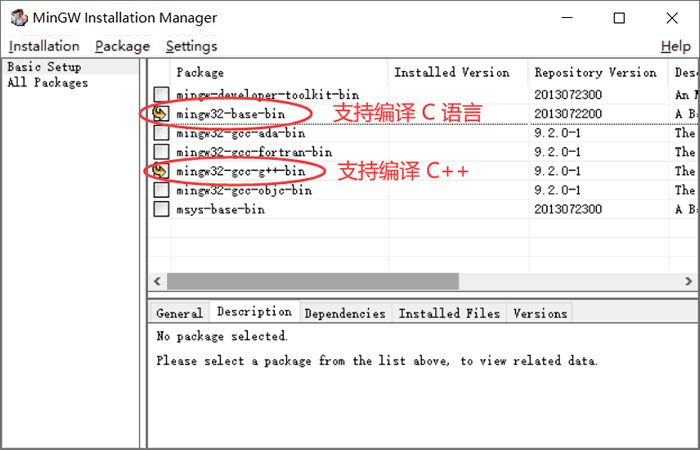 MinGW Installation Manager
Installation Package Settings Help
Basic Setup
All Packages
Package Installed Version Repository Version Des
mingw-developer-toolkit-bin 2013072300 An M
mingw32-base-bin 支持编译 C 语言 2013072200 A B
mingw32-gcc-ada-bin 9.2.0-1 The
mingw32-gcc-fortran-bin 9.2.0-1 The
mingw32-gcc-g++-bin 支持编译 C++ 9.2.0-1 The
mingw32-gcc-objc-bin 9.2.0-1 The
msys-base-bin 2013072300 A B
General Description Dependencies Installed Files Versions
No package selected.
Please select a package from the list above, to view related data.